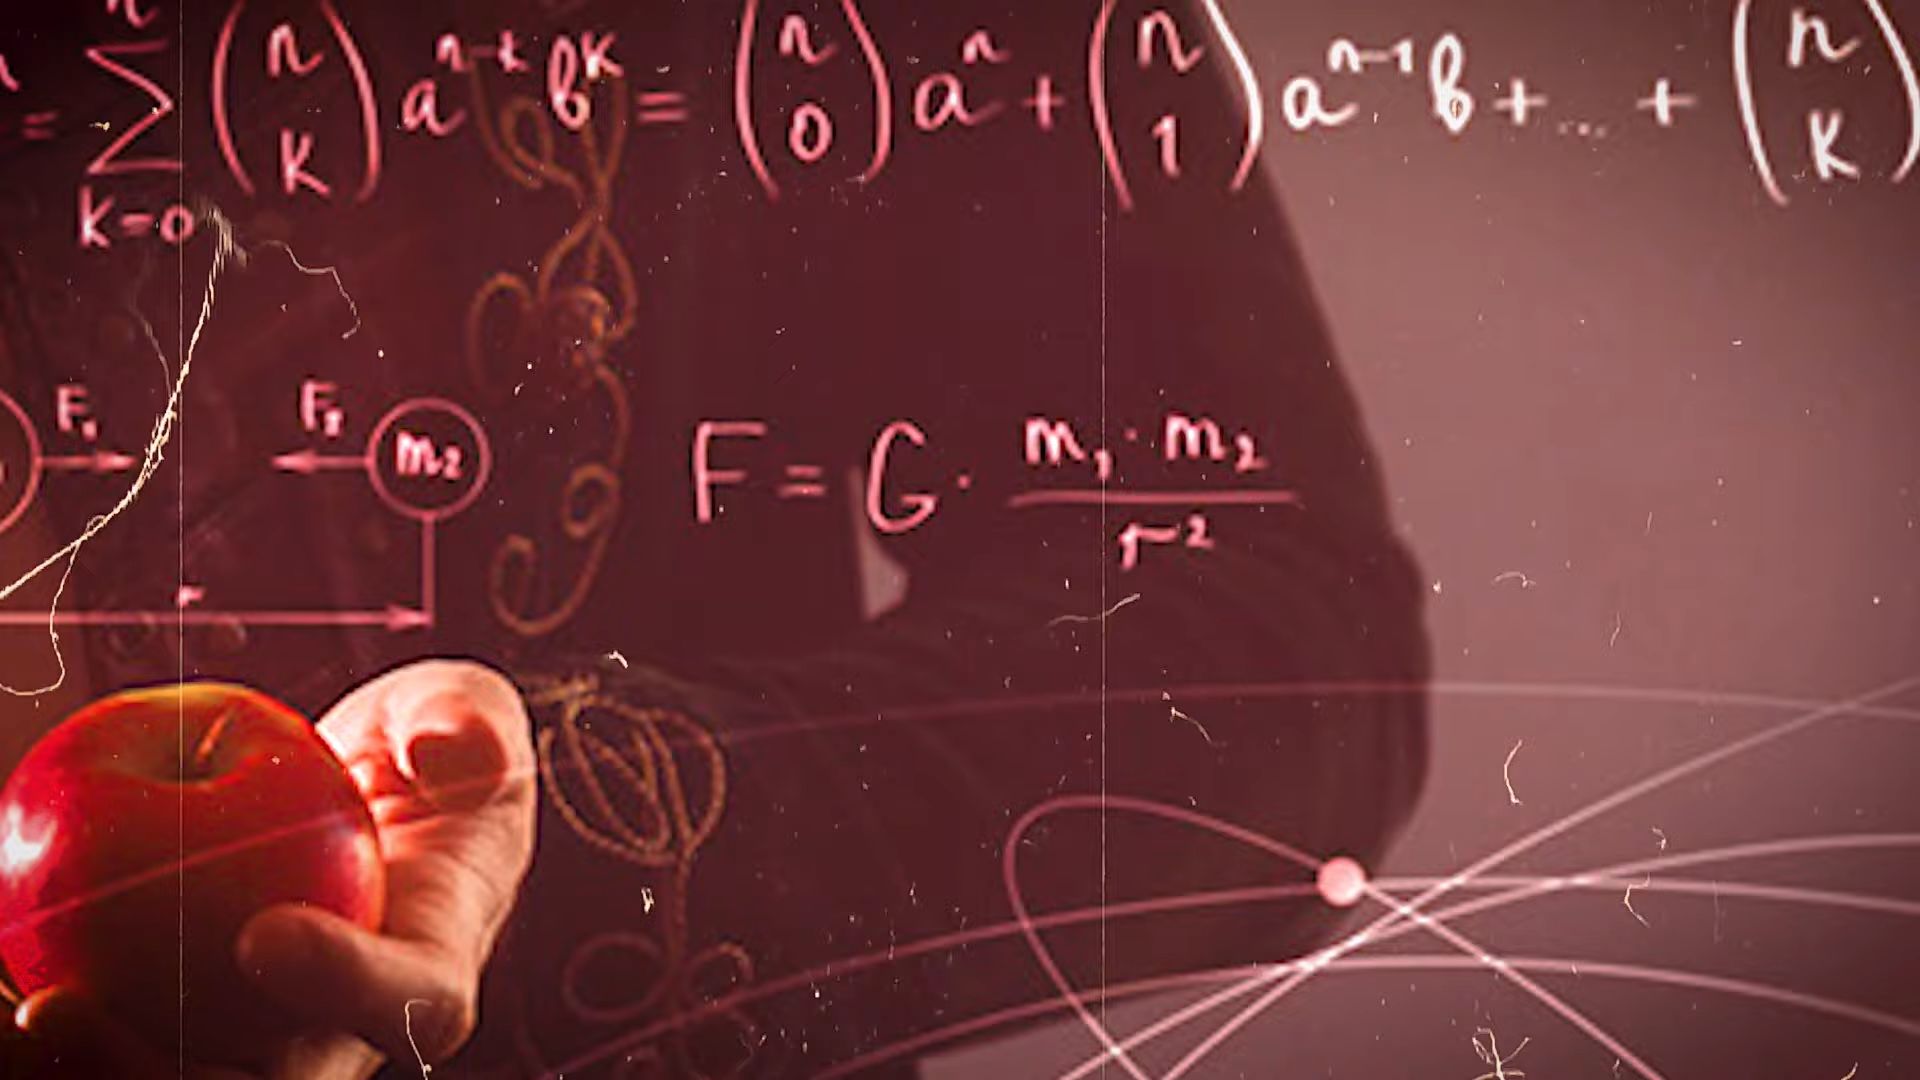 n = n
∑ (n k) a^n-k b^k = (n 0) a^n + (n 1) a^n-1 b + ... + (n k)
k=0
F₁ F₂ m₂
F = G · m₁ · m₂ / r²
r